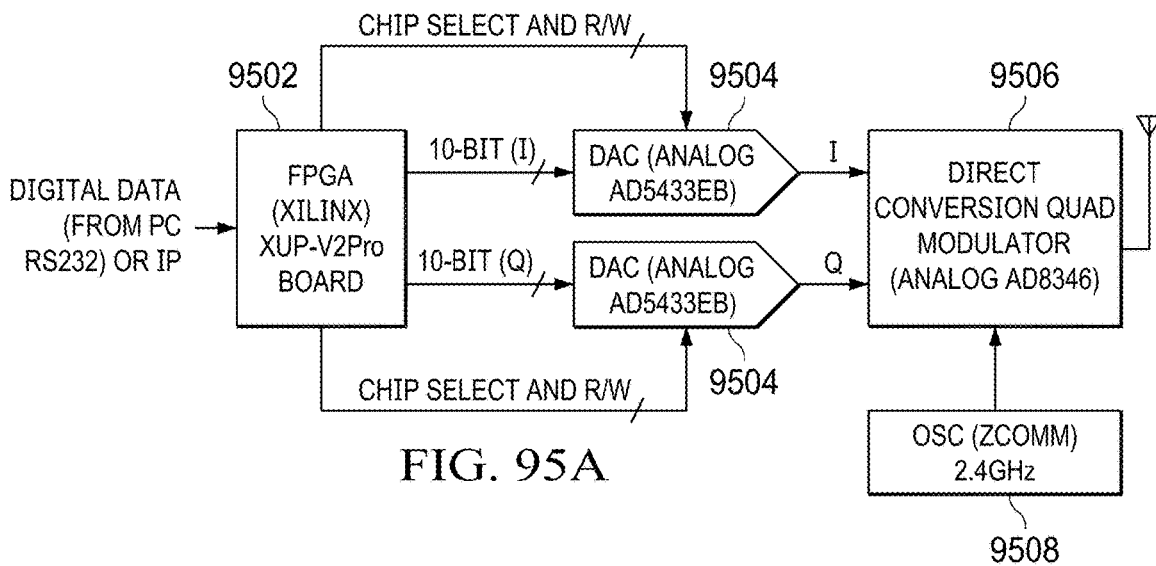 CHIP SELECT AND R/W
9502
9504
9506
10-BIT (I)
DAC (ANALOG
AD5433EB)
I
FPGA
(XILINX)
XUP-V2Pro
BOARD
DIGITAL DATA
(FROM PC
RS232) OR IP
DIRECT
CONVERSION QUAD
MODULATOR
(ANALOG AD8346)
10-BIT (Q)
DAC (ANALOG
AD5433EB)
Q
9504
CHIP SELECT AND R/W
OSC (ZCOMM)
2.4GHz
FIG. 95A
9508